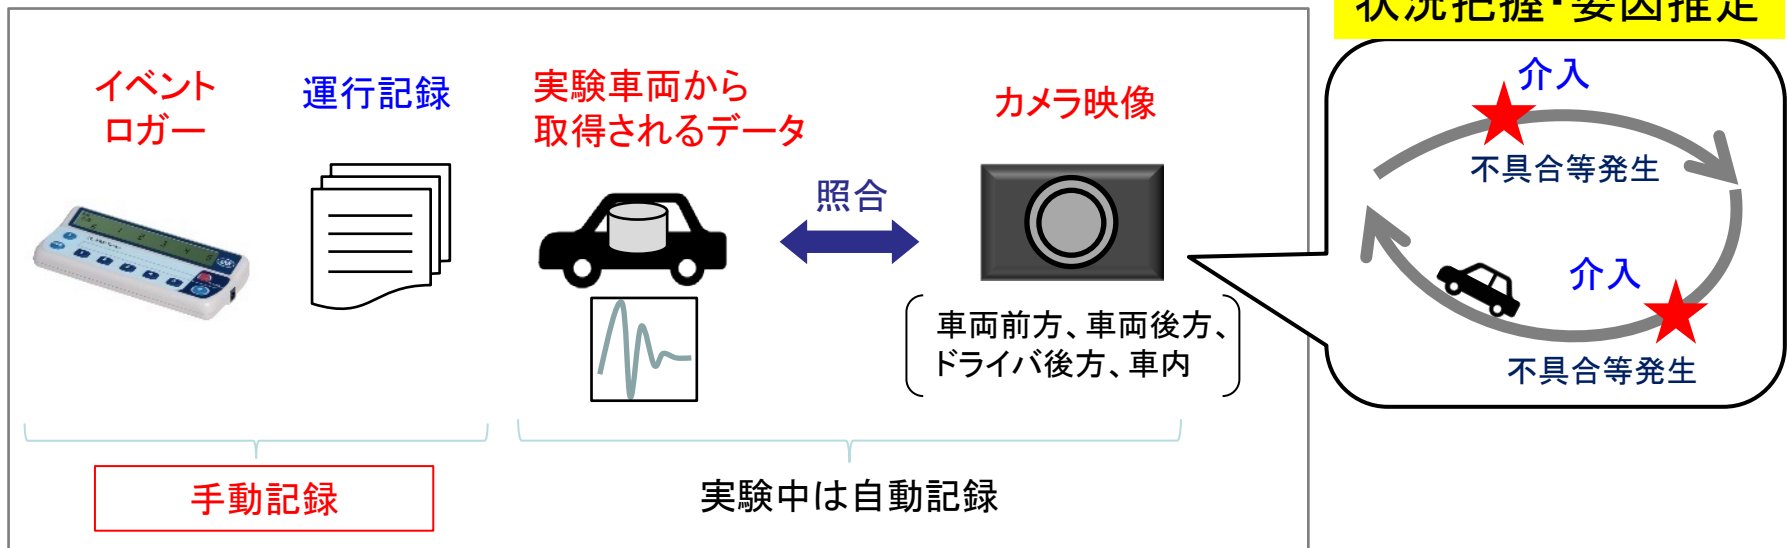 状況把握・要因推定
イベント
ロガー
運行記録
実験車両から
取得されるデータ
カメラ映像
照合
車両前方、車両後方、
ドライバ後方、車内
手動記録
実験中は自動記録
介入
不具合等発生
介入
不具合等発生